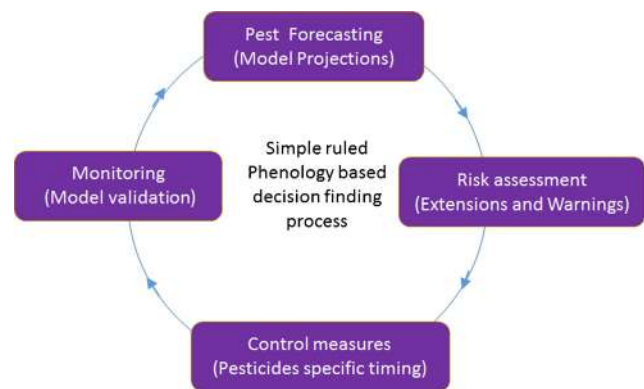 Pest Forecasting
(Model Projections)
Simple ruled
Phenology based
decision finding
process
Monitoring
(Model validation)
Risk assessment
(Extensions and Warnings)
Control measures
(Pesticides specific timing)